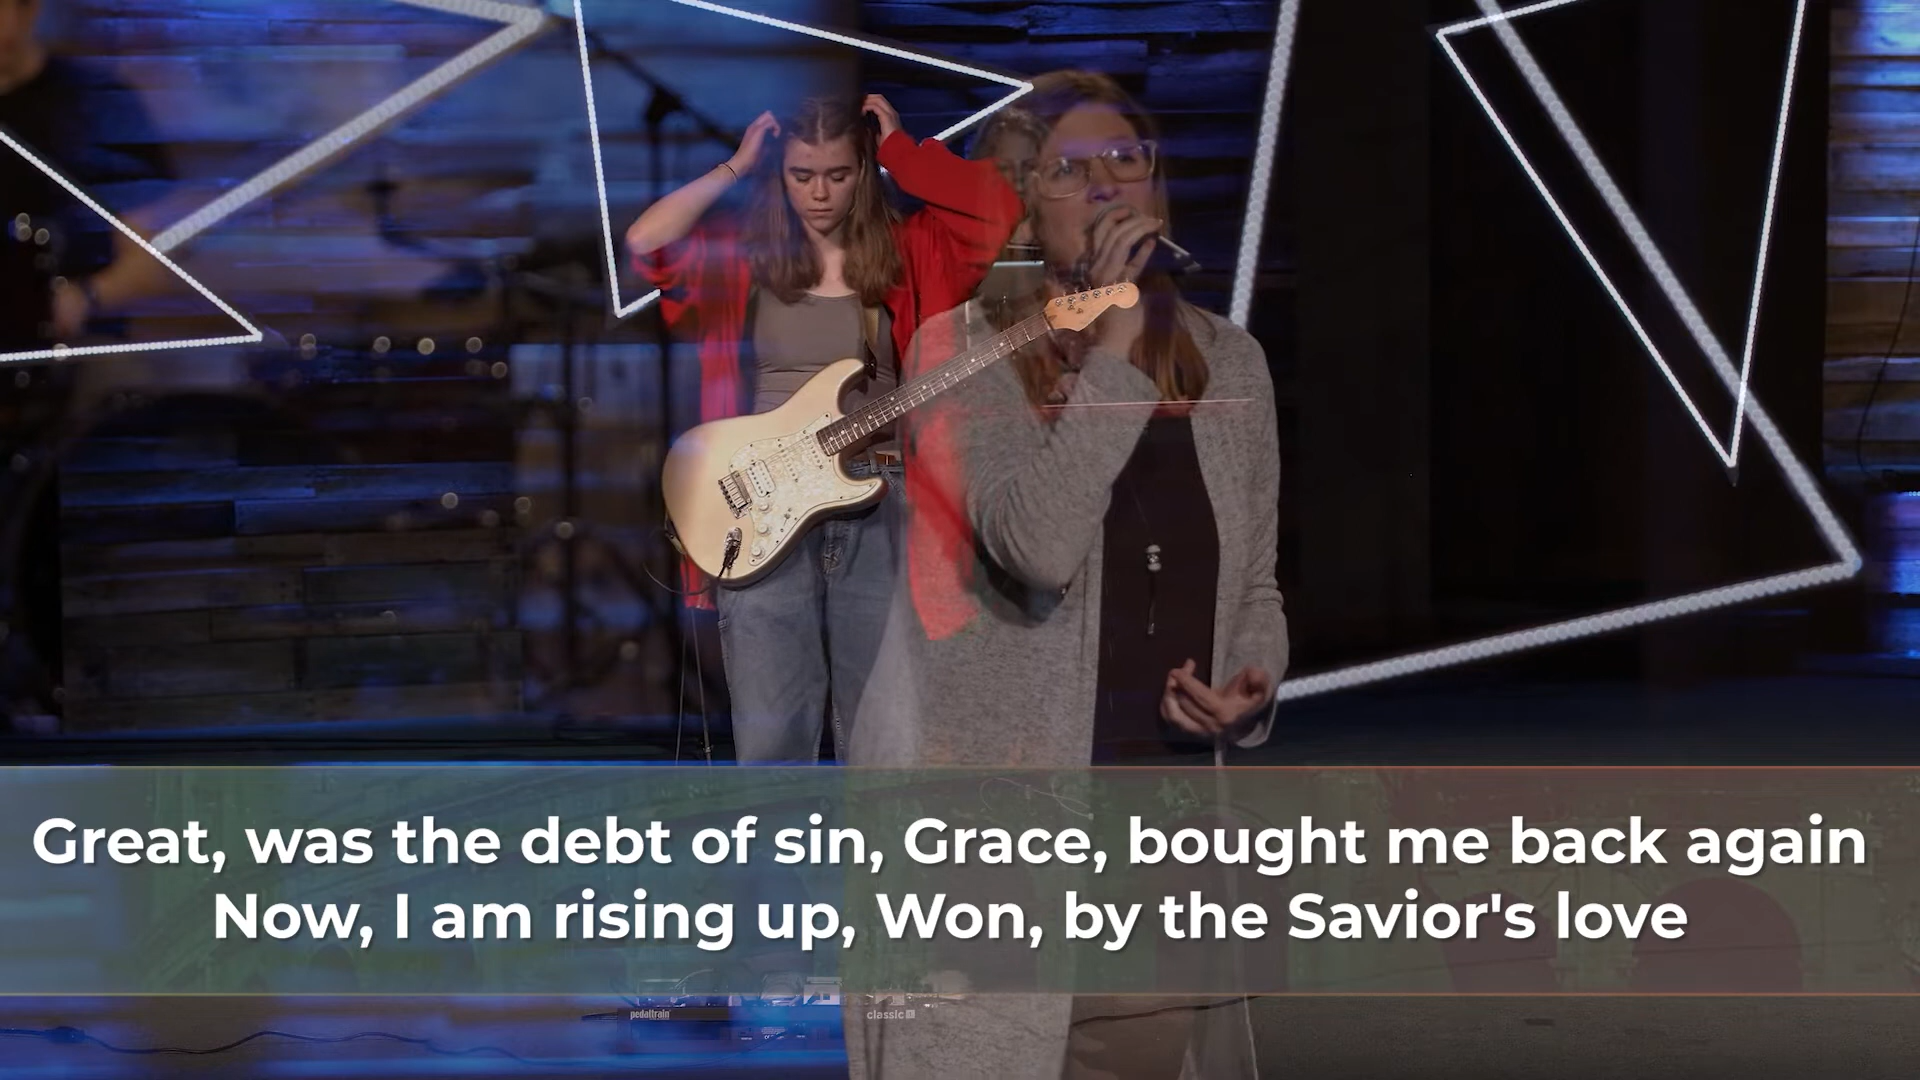 Great, was the debt of sin, Grace, bought me back again
Now, I am rising up, Won, by the Savior's love
pedaltrain
classic